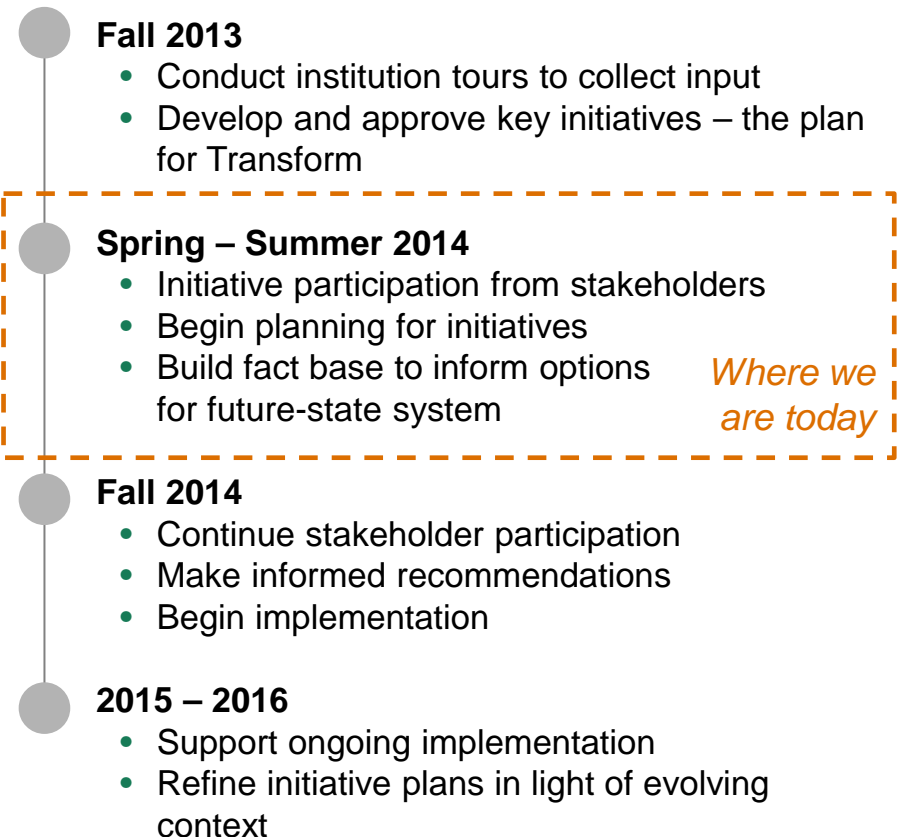 Fall 2013
• Conduct institution tours to collect input
• Develop and approve key initiatives – the plan
for Transform
Spring – Summer 2014
• Initiative participation from stakeholders
• Begin planning for initiatives
• Build fact base to inform options
for future-state system
Where we
are today
Fall 2014
• Continue stakeholder participation
• Make informed recommendations
• Begin implementation
2015 – 2016
• Support ongoing implementation
• Refine initiative plans in light of evolving
context